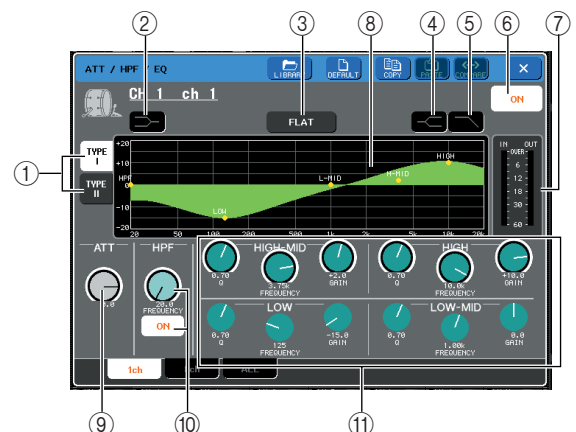 ② ③ ⑧ ④ ⑤ ⑥ ⑦
ATT / HPF / EQ LIBRARY DEFAULT COPY PASTE COMPARE ×
CH 1 ch 1
ON
FLAT
①
TYPE I
TYPE II
+20
+10
0
-10
-20
HPF
LOW
L-MID
H-MID
HIGH
20 50 100 200 500 1k 2k 5k 10k 20k
IN OUT
-OVER-
6
12
18
30
60
ATT HPF HIGH-MID HIGH
0.70 Q
3.75k FREQUENCY
+2.0 GAIN
0.70 Q
10.0k FREQUENCY
+10.0 GAIN
20.0 FREQUENCY
ON
LOW LOW-MID
0.70 Q
125 FREQUENCY
-15.0 GAIN
0.70 Q
1.00k FREQUENCY
0.0 GAIN
1ch ALL
⑨ ⑩ ⑪